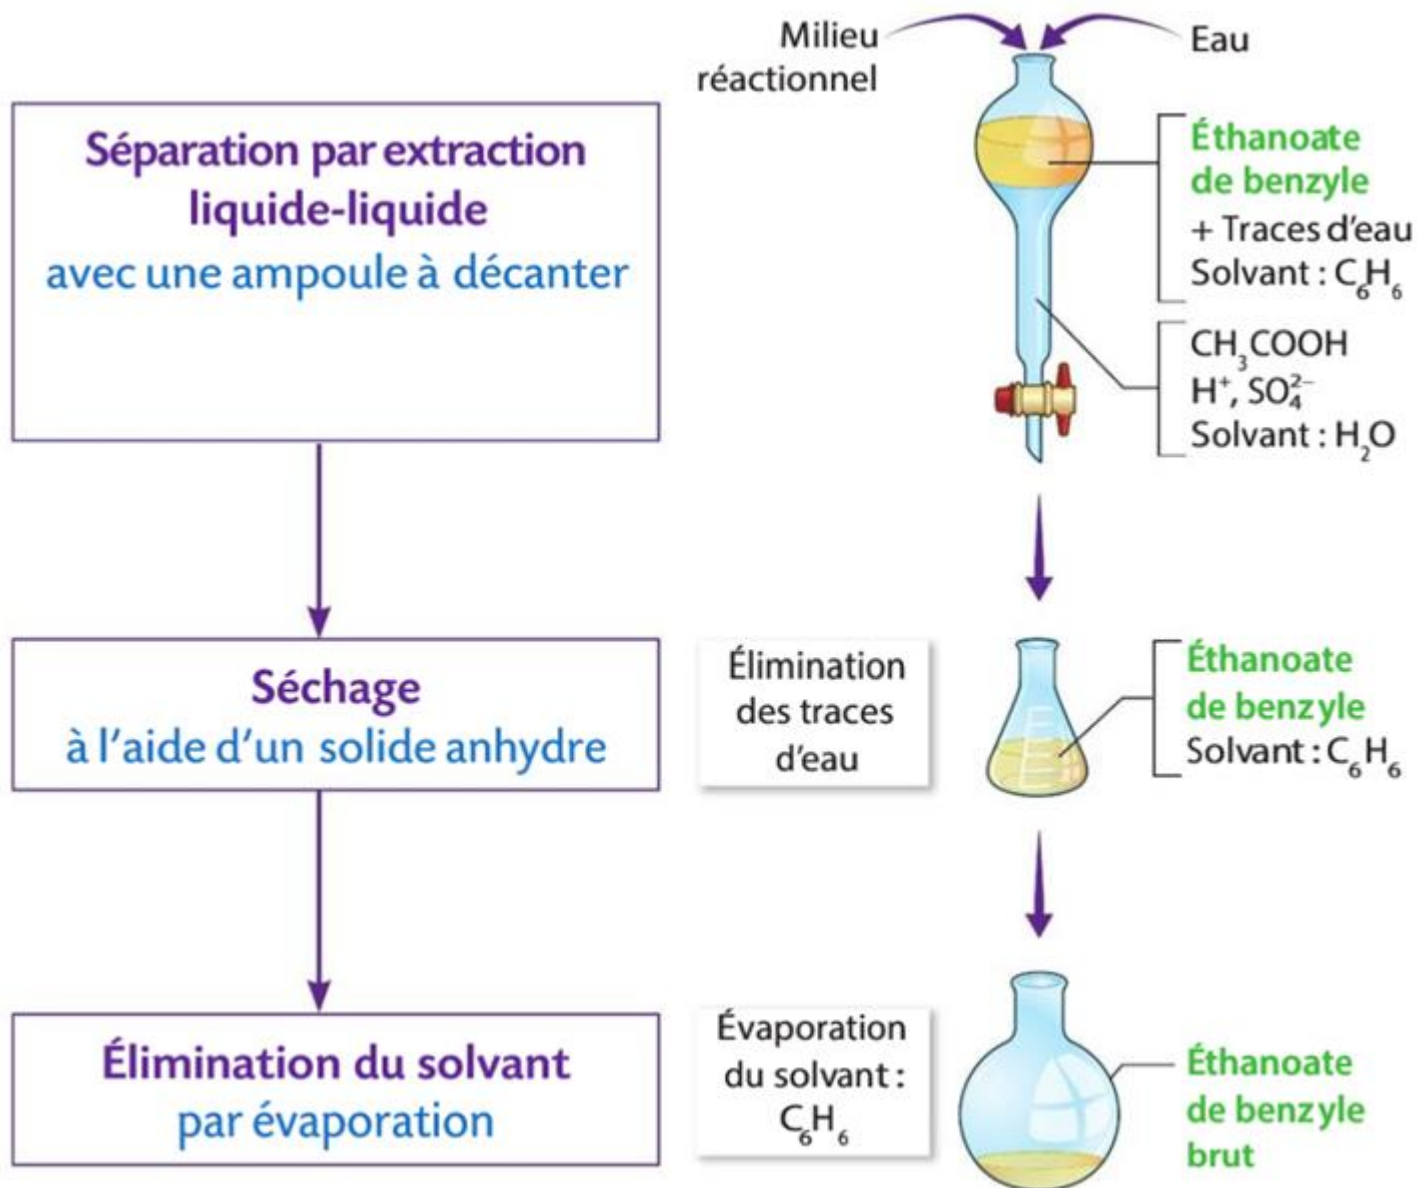 Milieu
réactionnel
Eau
Séparation par extraction
liquide-liquide
avec une ampoule à décanter
Éthanoate
de benzyle
+ Traces d'eau
Solvant : C₆H₆
CH₃COOH
H⁺, SO₄²⁻
Solvant : H₂O
Séchage
à l'aide d'un solide anhydre
Élimination
des traces
d'eau
Éthanoate
de benzyle
Solvant : C₆H₆
Élimination du solvant
par évaporation
Évaporation
du solvant :
C₆H₆
Éthanoate
de benzyle
brut